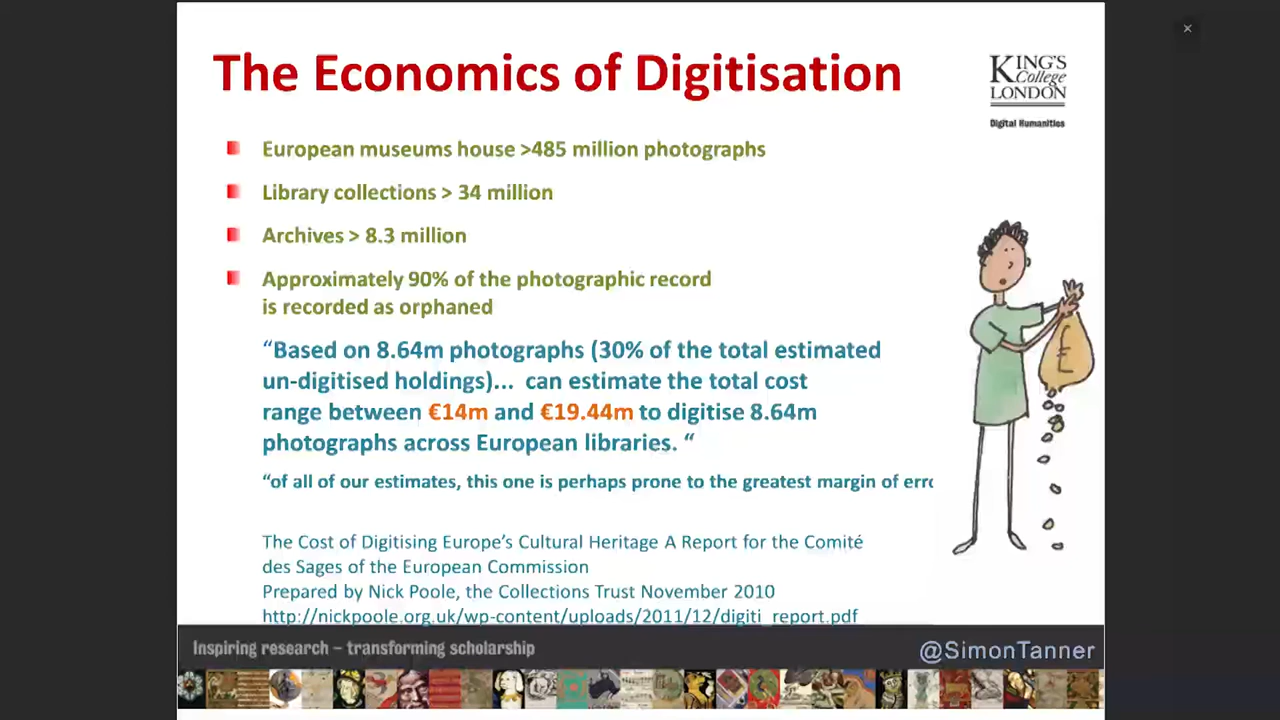 The Economics of Digitisation
KING'S
College
LONDON
Digital Humanities
European museums house >485 million photographs
Library collections > 34 million
Archives > 8.3 million
Approximately 90% of the photographic record
is recorded as orphaned
“Based on 8.64m photographs (30% of the total estimated
un-digitised holdings)... can estimate the total cost
range between €14m and €19.44m to digitise 8.64m
photographs across European libraries. “
“of all of our estimates, this one is perhaps prone to the greatest margin of erro
£
The Cost of Digitising Europe’s Cultural Heritage A Report for the Comité
des Sages of the European Commission
Prepared by Nick Poole, the Collections Trust November 2010
http://nickpoole.org.uk/wp-content/uploads/2011/12/digiti_report.pdf
Inspiring research – transforming scholarship
@SimonTanner